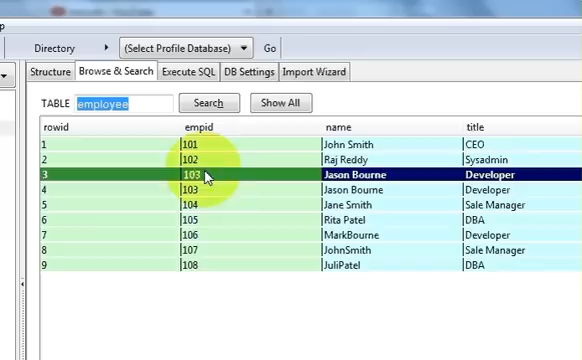 p
Directory (Select Profile Database) Go
Structure Browse & Search Execute SQL DB Settings Import Wizard
TABLE employee Search Show All
rowid empid name title
1 101 John Smith CEO
2 102 Raj Reddy Sysadmin
3 103 Jason Bourne Developer
4 103 Jason Bourne Developer
5 104 Jane Smith Sale Manager
6 105 Rita Patel DBA
7 106 MarkBourne Developer
8 107 JohnSmith Sale Manager
9 108 JuliPatel DBA